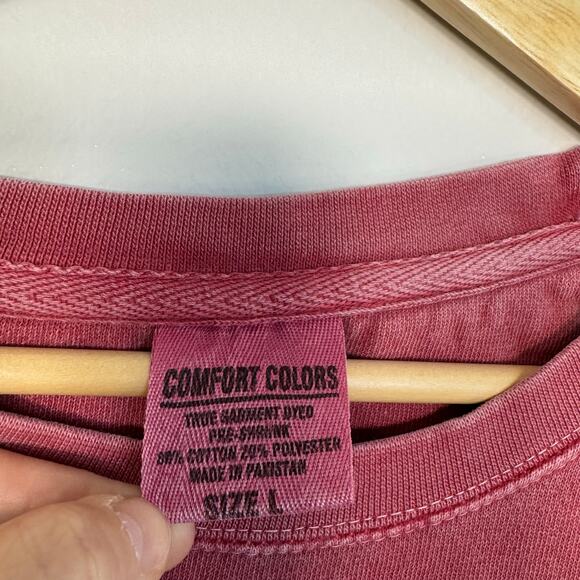 COMFORT COLORS
TRUE GARMENT DYED
PRE-SHRUNK
80% COTTON 20% POLYESTER
MADE IN PAKISTAN
SIZE L